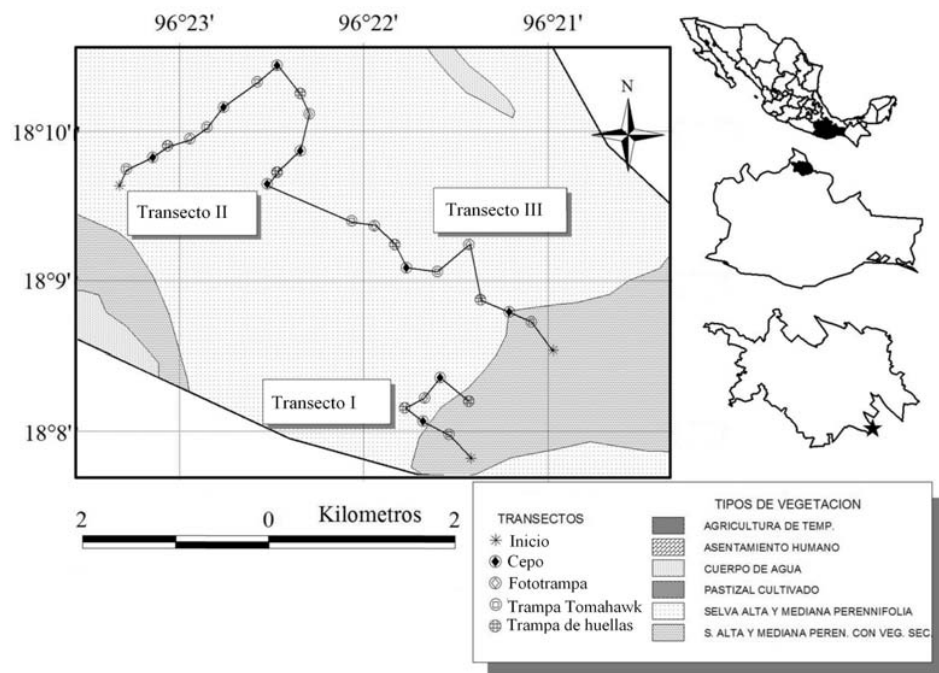 96°23' 96°22' 96°21'
18°10'
N
Transecto II
Transecto III
18°9'
Transecto I
18°8'
2 0 Kilometros 2
TRANSECTOS
Inicio
Cepo
Fototrampa
Trampa Tomahawk
Trampa de huellas
TIPOS DE VEGETACION
AGRICULTURA DE TEMP.
ASENTAMIENTO HUMANO
CUERPO DE AGUA
PASTIZAL CULTIVADO
SELVA ALTA Y MEDIANA PERENNIFOLIA
S. ALTA Y MEDIANA PEREN. CON VEG. SEC.